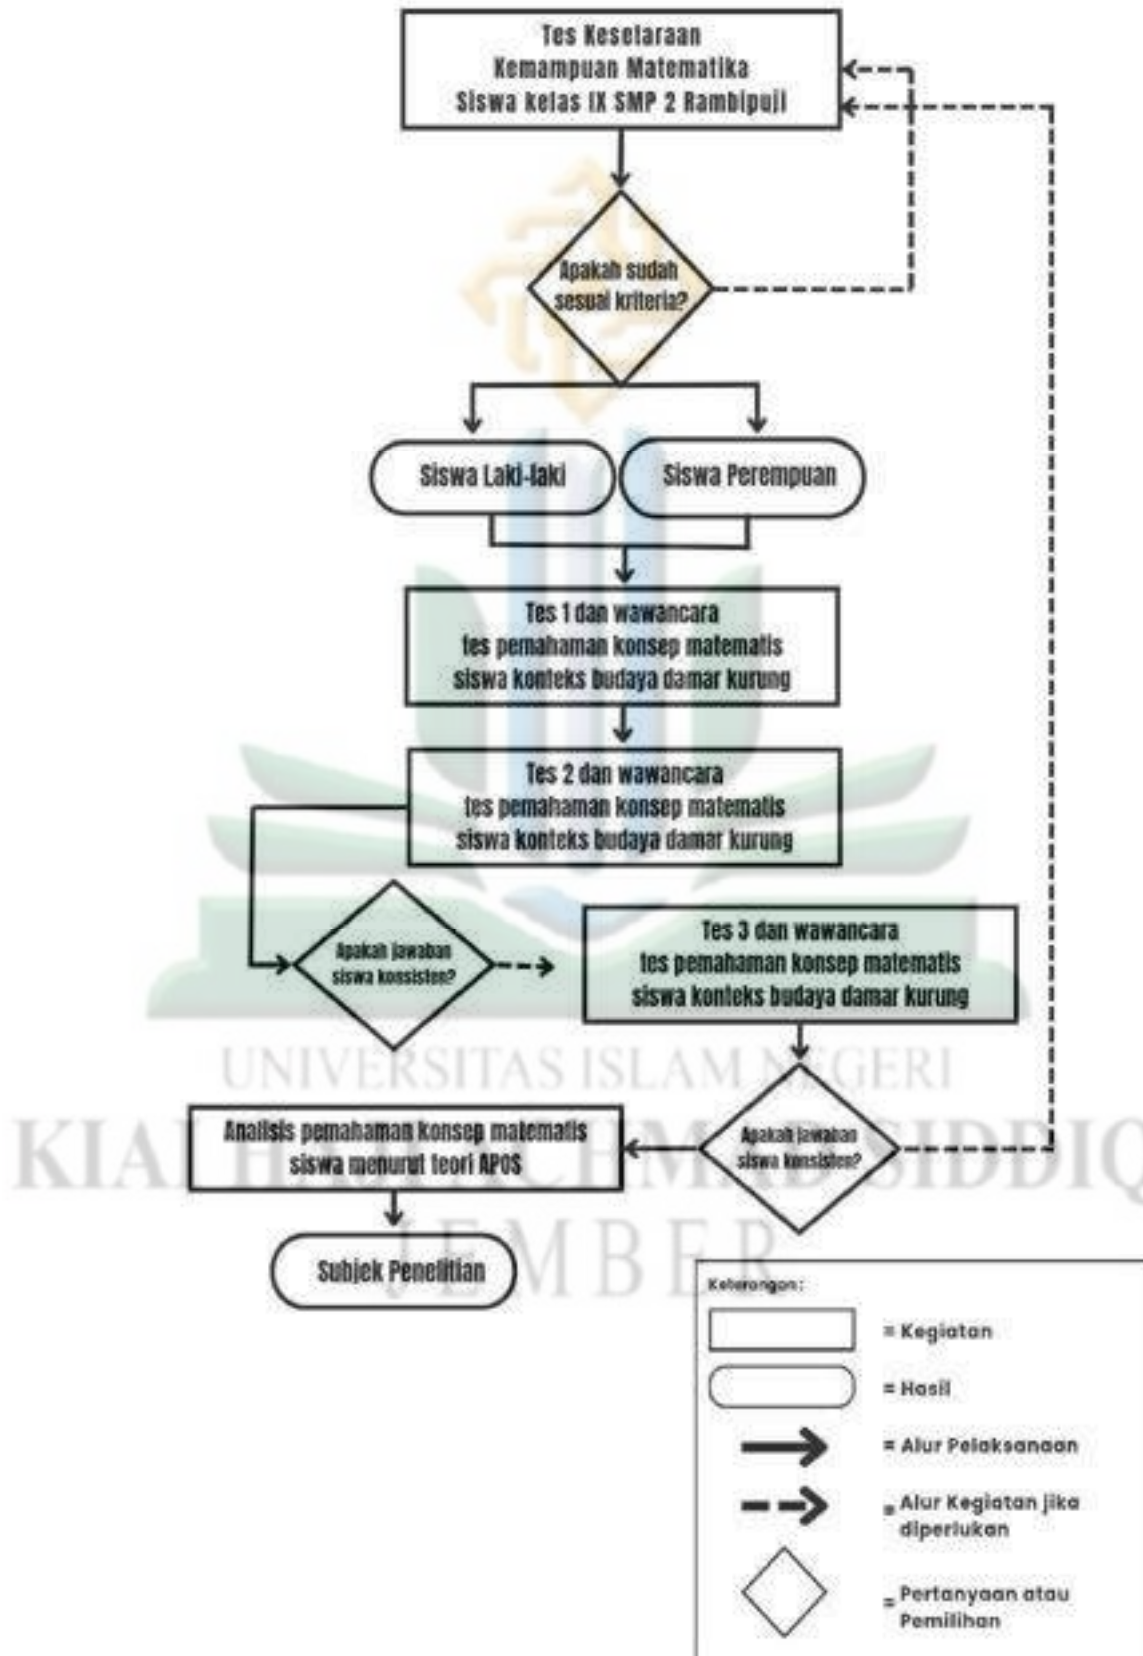 Tes Kesetaraan
Kemampuan Matematika
Siswa kelas IX SMP 2 Rambipuji
Apakah sudah
sesuai kriteria?
Siswa Laki-laki
Siswa Perempuan
Tes 1 dan wawancara
tes pemahaman konsep matematis
siswa konteks budaya damar kurung
Tes 2 dan wawancara
tes pemahaman konsep matematis
siswa konteks budaya damar kurung
Apakah jawaban
siswa konsisten?
Tes 3 dan wawancara
tes pemahaman konsep matematis
siswa konteks budaya damar kurung
UNIVERSITAS ISLAM NEGERI
KIAI HAJI ACHMAD SIDDIQ
JEMBER
Analisis pemahaman konsep matematis
siswa menurut teori APOS
Apakah jawaban
siswa konsisten?
Subjek Penelitian
Keterangan:
= Kegiatan
= Hasil
= Alur Pelaksanaan
= Alur Kegiatan jika
diperlukan
= Pertanyaan atau
Pemilihan